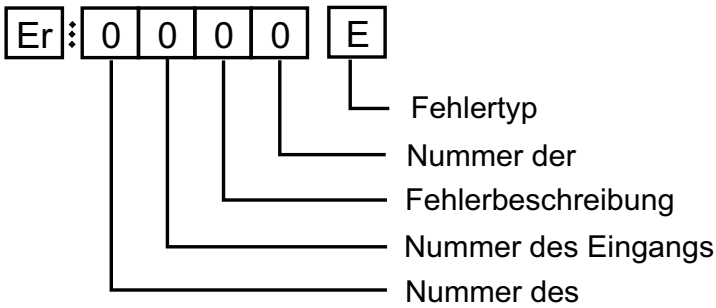 Er 0 0 0 0 E
Fehlertyp
Nummer der
Fehlerbeschreibung
Nummer des Eingangs
Nummer des